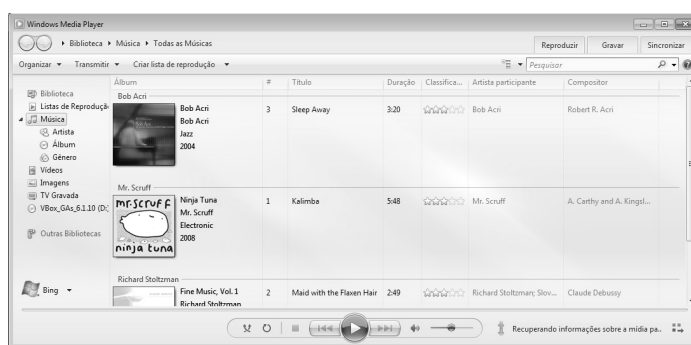 Windows Media Player
Biblioteca ▸ Música ▸ Todas as Músicas
Reproduzir Gravar Sincronizar
Organizar Transmitir Criar lista de reprodução Pesquisar
Álbum # Título Duração Classifica... Artista participante Compositor
Biblioteca
Listas de Reproduçã
Música
Artista
Álbum
Gênero
Vídeos
Imagens
TV Gravada
VBox_GAs_6.1.10 (D:)
Outras Bibliotecas
Bing
Bob Acri
Bob Acri 3 Sleep Away 3:20 Bob Acri Robert R. Acri
Bob Acri
Jazz
2004
Mr. Scruff
mr.scruff
ninja tuna
Ninja Tuna 1 Kalimba 5:48 Mr. Scruff A. Carthy and A. Kingsl...
Mr. Scruff
Electronic
2008
Richard Stoltzman
Fine Music, Vol. 1 2 Maid with the Flaxen Hair 2:49 Richard Stoltzman; Slov... Claude Debussy
Richard Stoltzman
Recuperando informações sobre a mídia pa..